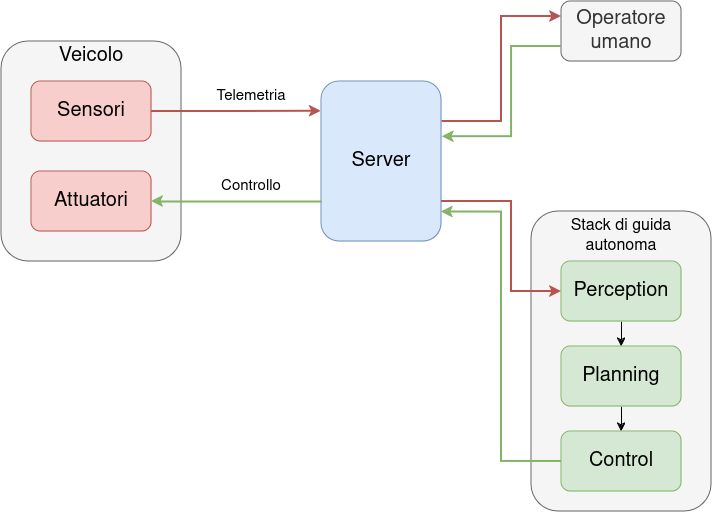 Veicolo
Sensori
Attuatori
Telemetria
Controllo
Server
Operatore
umano
Stack di guida
autonoma
Perception
Planning
Control